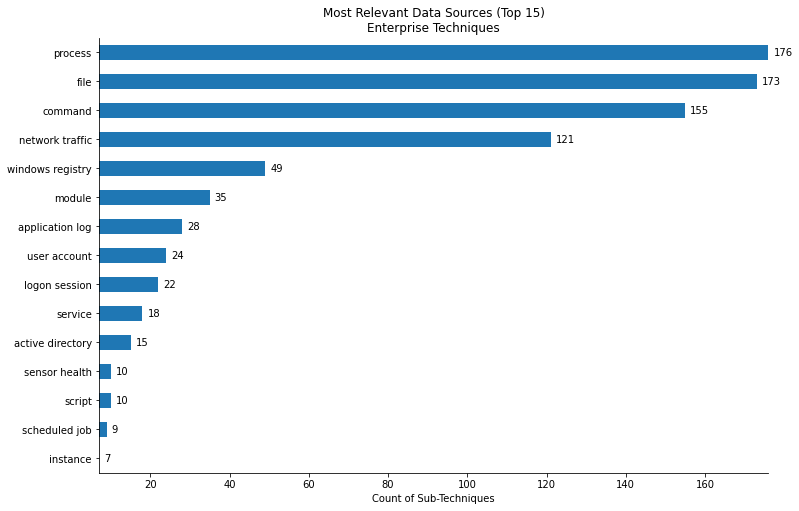 Most Relevant Data Sources (Top 15)
Enterprise Techniques
process 176
file 173
command 155
network traffic 121
windows registry 49
module 35
application log 28
user account 24
logon session 22
service 18
active directory 15
sensor health 10
script 10
scheduled job 9
instance 7
20 40 60 80 100 120 140 160
Count of Sub-Techniques